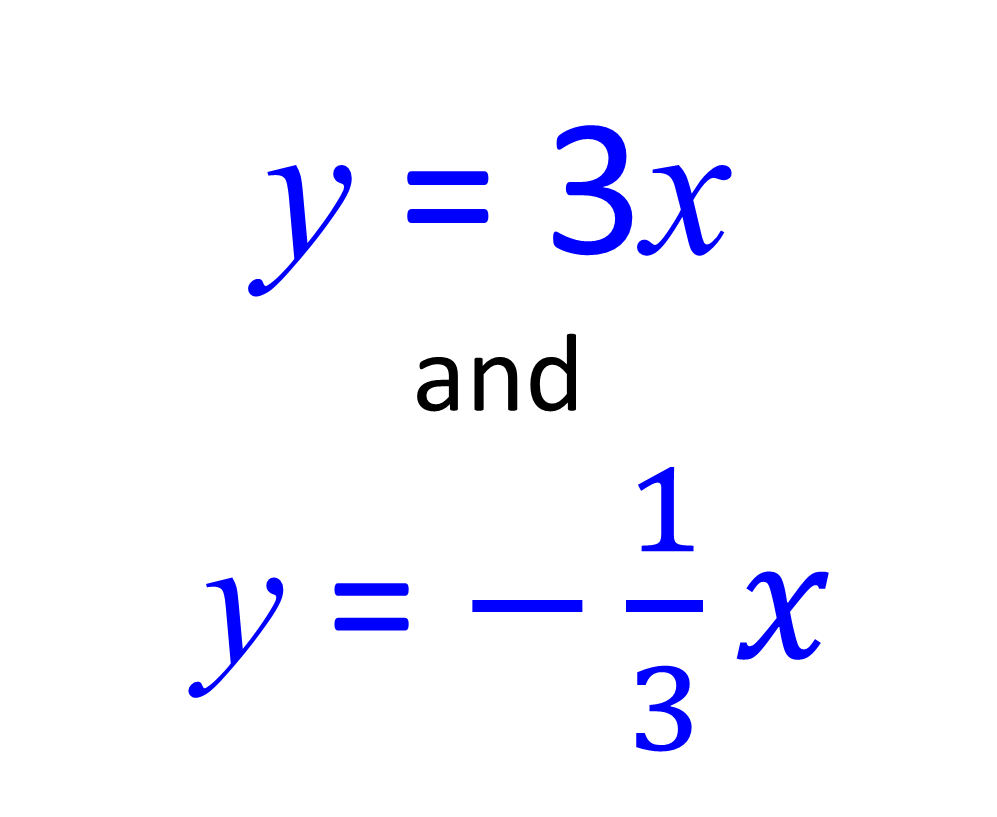 y = 3x
and
y = −1/3 x